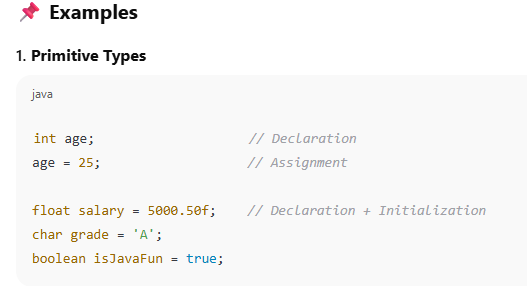 📌 Examples
1. Primitive Types
java
int age; // Declaration
age = 25; // Assignment
float salary = 5000.50f; // Declaration + Initialization
char grade = 'A';
boolean isJavaFun = true;